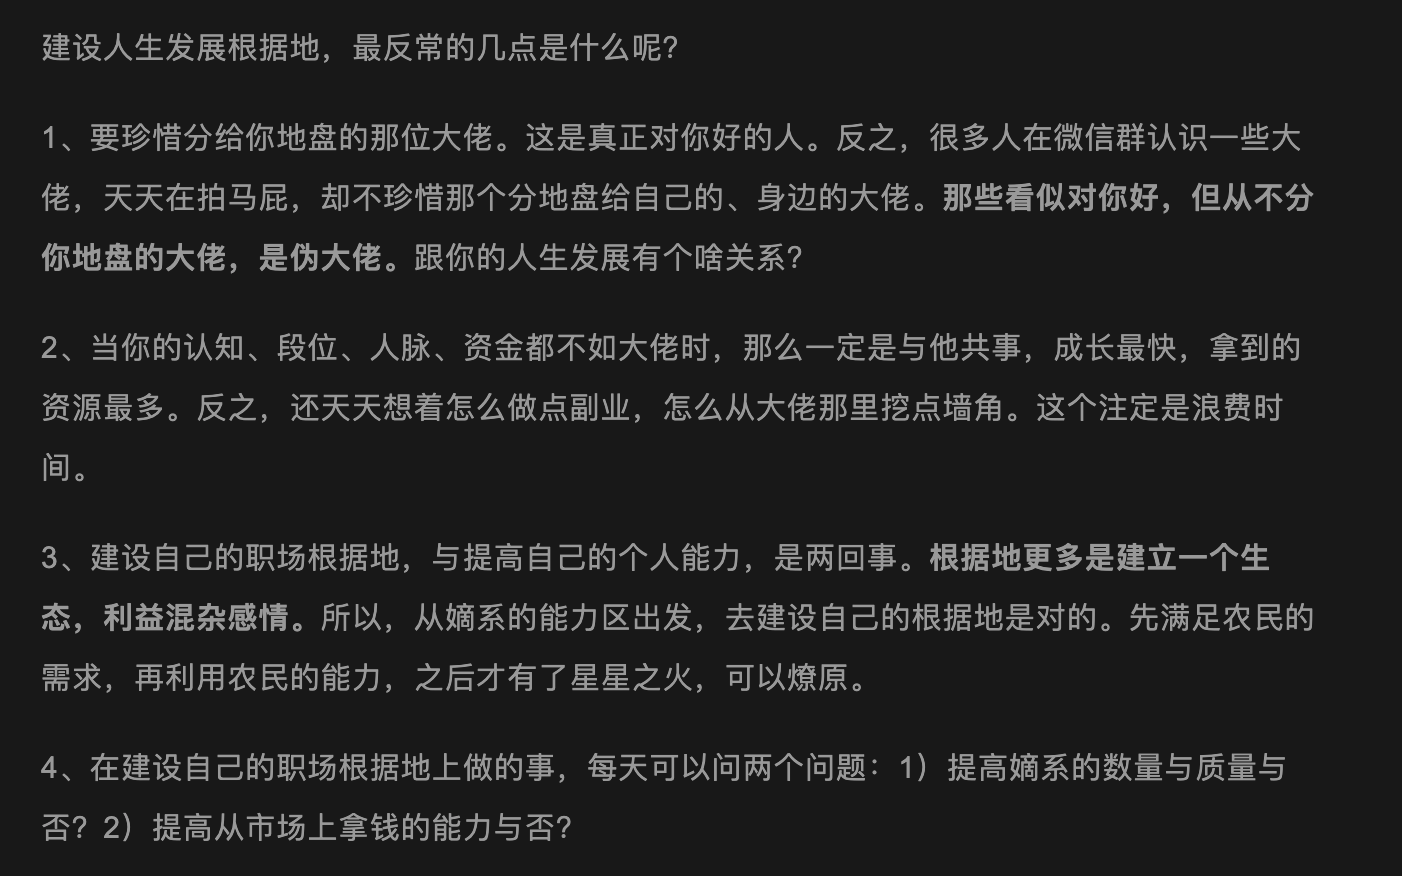 建设人生发展根据地，最反常的几点是什么呢？
1、要珍惜分给你地盘的那位大佬。这是真正对你好的人。反之，很多人在微信群认识一些大
佬，天天在拍马屁，却不珍惜那个分地盘给自己的、身边的大佬。那些看似对你好，但从不分
你地盘的大佬，是伪大佬。跟你的人生发展有个啥关系？
2、当你的认知、段位、人脉、资金都不如大佬时，那么一定是与他共事，成长最快，拿到的
资源最多。反之，还天天想着怎么做点副业，怎么从大佬那里挖点墙角。这个注定是浪费时
间。
3、建设自己的职场根据地，与提高自己的个人能力，是两回事。根据地更多是建立一个生
态，利益混杂感情。所以，从嫡系的能力区出发，去建设自己的根据地是对的。先满足农民的
需求，再利用农民的能力，之后才有了星星之火，可以燎原。
4、在建设自己的职场根据地上做的事，每天可以问两个问题：1）提高嫡系的数量与质量与
否？2）提高从市场上拿钱的能力与否？